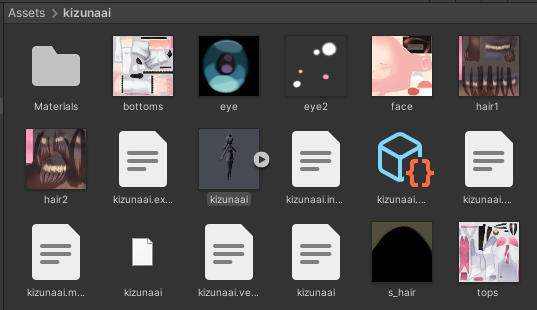 Assets > kizunaai
Materials
bottoms
eye
eye2
face
hair1
hair2
kizunaai.ex...
kizunaai
kizunaai.in...
kizunaai....
kizunaai....
kizunaai.m...
kizunaai
kizunaai.ve...
kizunaai
s_hair
tops